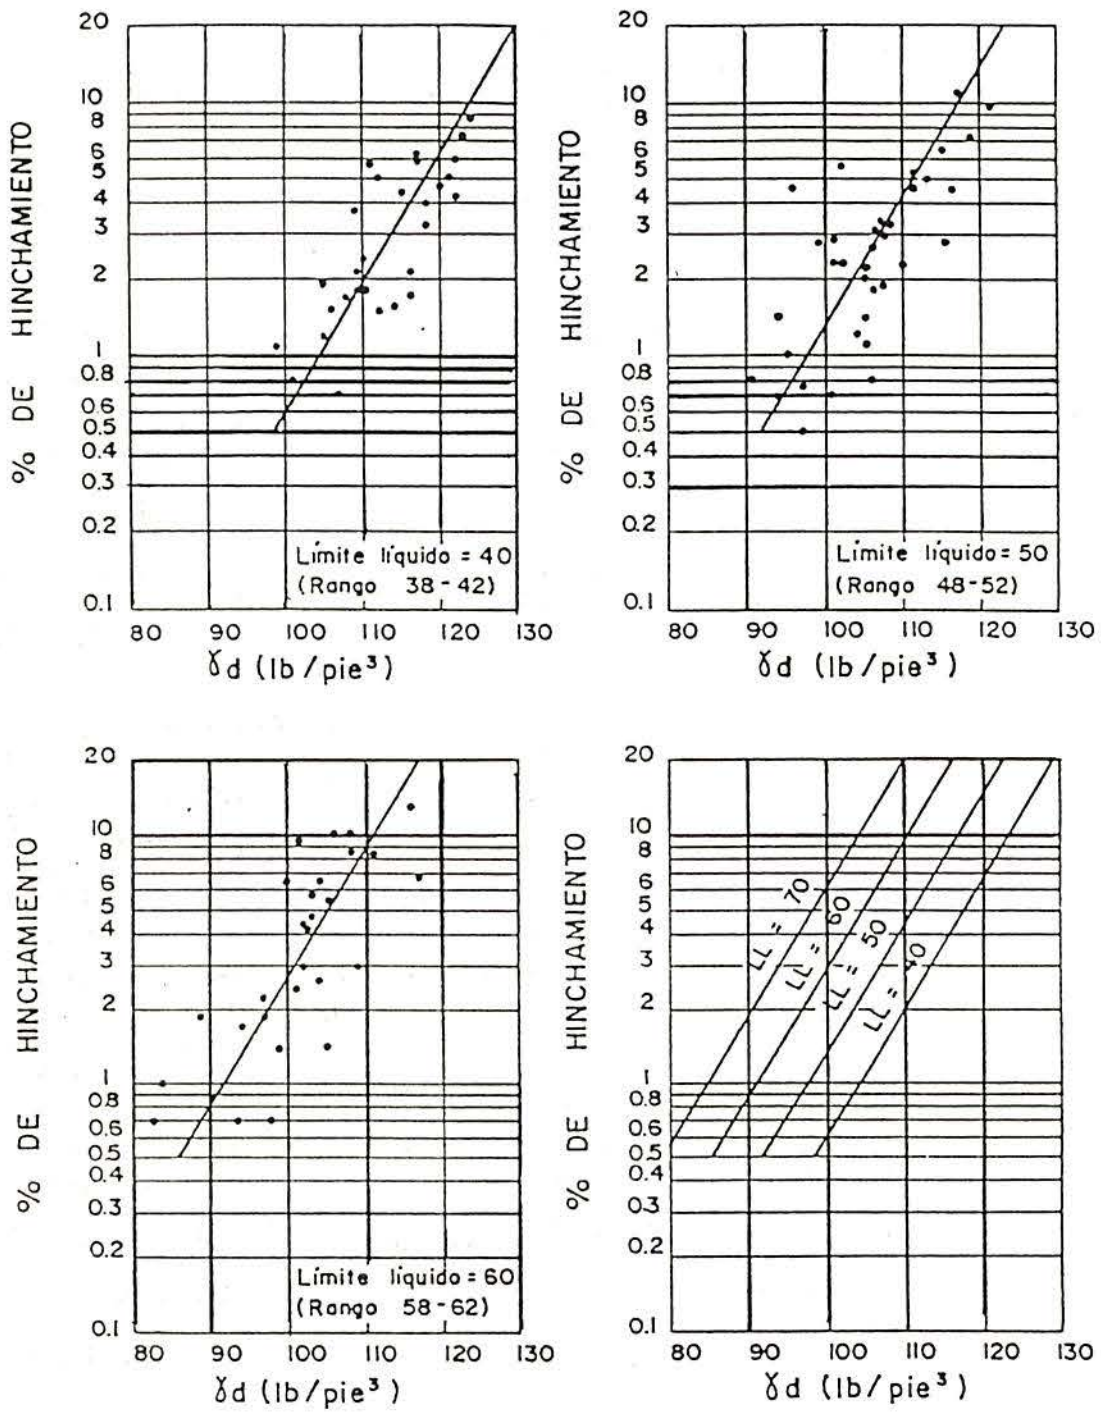 20
10
8
6
5
4
3
2
1
0.8
0.6
0.5
0.4
0.3
0.2
0.1
% DE HINCHAMIENTO
Límite líquido = 40
(Rango 38-42)
80 90 100 110 120 130
γd (lb/pie³)
20
10
8
6
5
4
3
2
1
0.8
0.6
0.5
0.4
0.3
0.2
0.1
% DE HINCHAMIENTO
Límite líquido = 50
(Rango 48-52)
80 90 100 110 120 130
γd (lb/pie³)
20
10
8
6
5
4
3
2
1
0.8
0.6
0.5
0.4
0.3
0.2
0.1
% DE HINCHAMIENTO
Límite líquido = 60
(Rango 58-62)
80 90 100 110 120 130
γd (lb/pie³)
20
10
8
6
5
4
3
2
1
0.8
0.6
0.5
0.4
0.3
0.2
0.1
% DE HINCHAMIENTO
LL = 70
LL = 60
LL = 50
LL = 40
80 90 100 110 120 130
γd (lb/pie³)